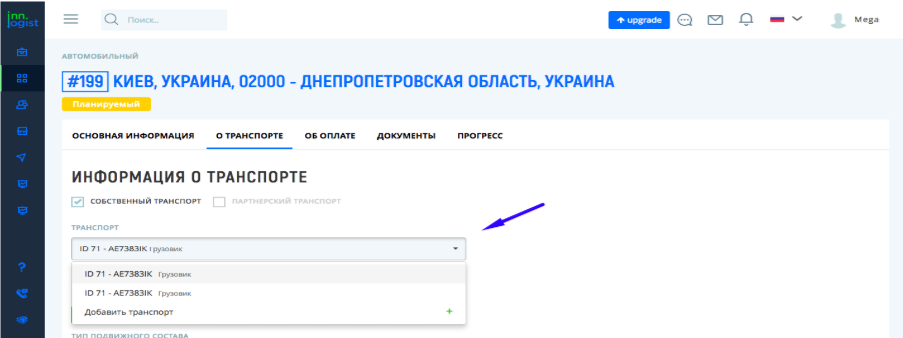 inn.
logist
Поиск...
upgrade
Mega
АВТОМОБИЛЬНЫЙ
#199 КИЕВ, УКРАИНА, 02000 - ДНЕПРОПЕТРОВСКАЯ ОБЛАСТЬ, УКРАИНА
Планируемый
ОСНОВНАЯ ИНФОРМАЦИЯ О ТРАНСПОРТЕ ОБ ОПЛАТЕ ДОКУМЕНТЫ ПРОГРЕСС
ИНФОРМАЦИЯ О ТРАНСПОРТЕ
СОБСТВЕННЫЙ ТРАНСПОРТ ПАРТНЕРСКИЙ ТРАНСПОРТ
ТРАНСПОРТ
ID 71 - AE7383IK Грузовик
ID 71 - AE7383IK Грузовик
ID 71 - AE7383IK Грузовик
Добавить транспорт +
ТИП ПОДВИЖНОГО СОСТАВА